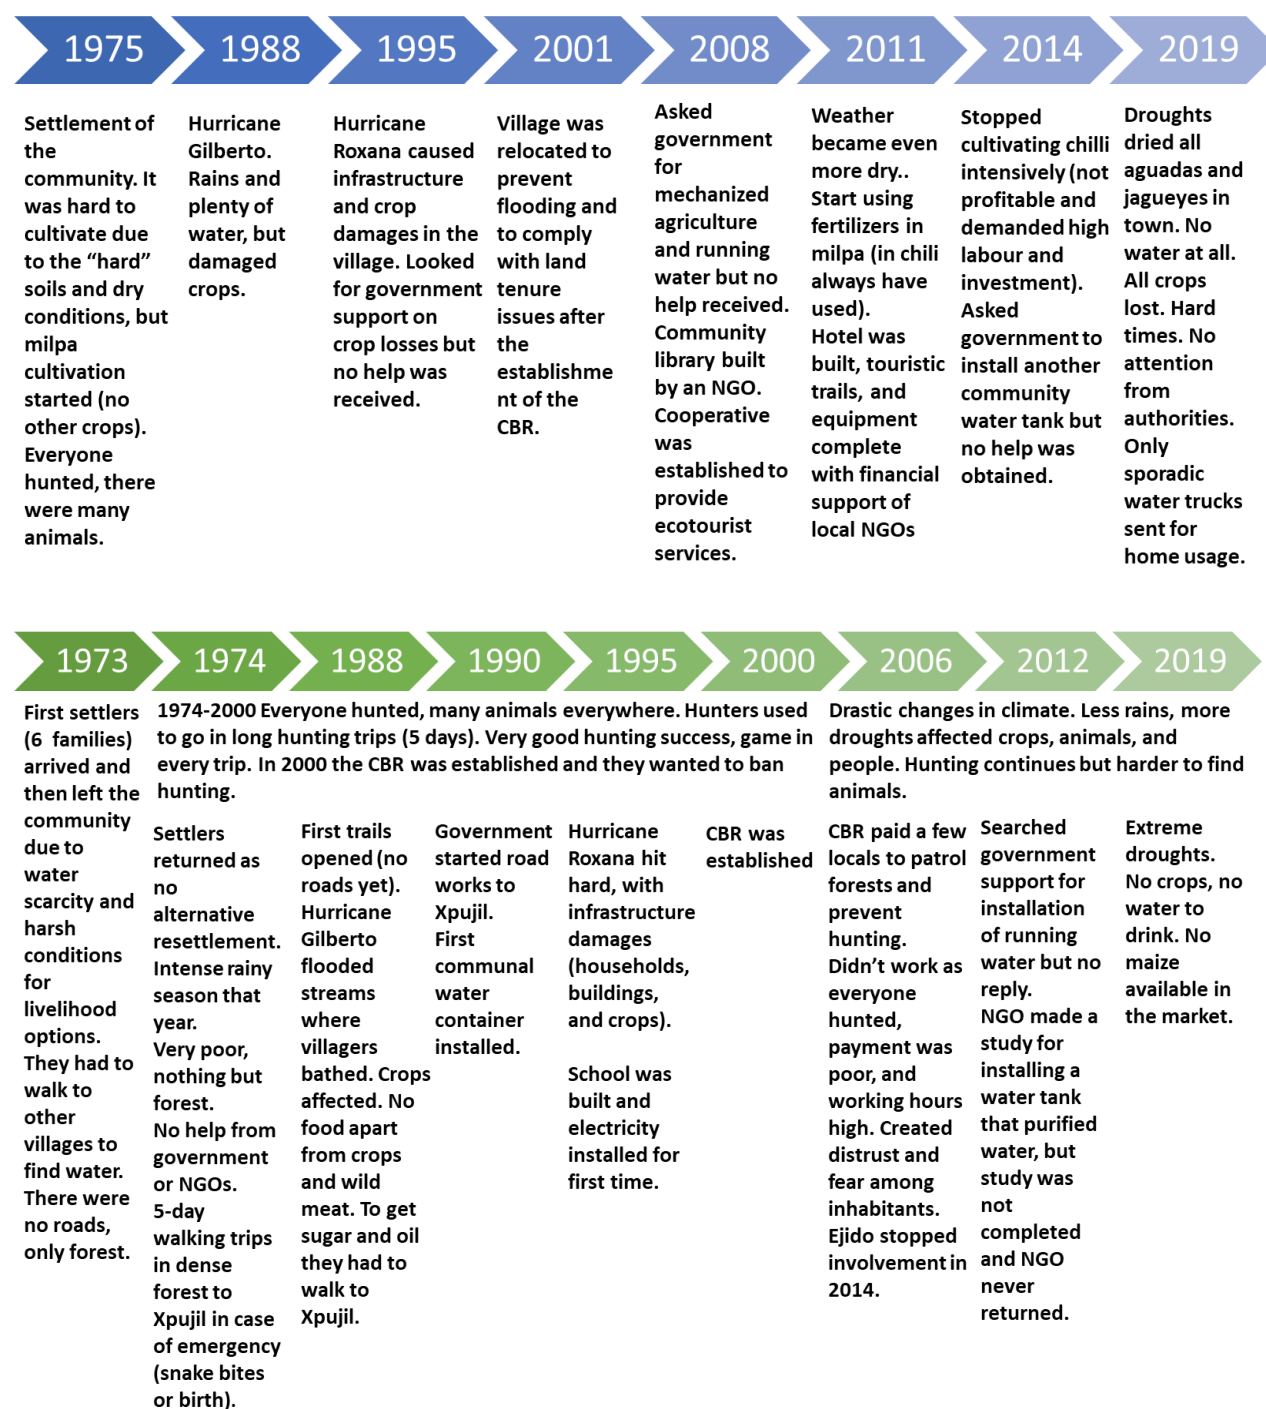 1975 1988 1995 2001 2008 2011 2014 2019
Settlement of
the
community. It
was hard to
cultivate due
to the “hard”
soils and dry
conditions, but
milpa
cultivation
started (no
other crops).
Everyone
hunted, there
were many
animals.
Hurricane
Gilberto.
Rains and
plenty of
water, but
damaged
crops.
Hurricane
Roxana caused
infrastructure
and crop
damages in the
village. Looked
for government
support on
crop losses but
no help was
received.
Village was
relocated to
prevent
flooding and
to comply
with land
tenure
issues after
the
establishme
nt of the
CBR.
Asked
government
for
mechanized
agriculture
and running
water but no
help received.
Community
library built
by an NGO.
Cooperative
was
established to
provide
ecotourist
services.
Weather
became even
more dry..
Start using
fertilizers in
milpa (in chili
always have
used).
Hotel was
built, touristic
trails, and
equipment
complete
with financial
support of
local NGOs
Stopped
cultivating chilli
intensively (not
profitable and
demanded high
labour and
investment).
Asked
government to
install another
community
water tank but
no help was
obtained.
Droughts
dried all
aguadas and
jagueyes in
town. No
water at all.
All crops
lost. Hard
times. No
attention
from
authorities.
Only
sporadic
water trucks
sent for
home usage.
1973 1974 1988 1990 1995 2000 2006 2012 2019
First settlers
(6 families)
arrived and
then left the
community
due to
water
scarcity and
harsh
conditions
for
livelihood
options.
They had to
walk to
other
villages to
find water.
There were
no roads,
only forest.
1974-2000 Everyone hunted, many animals everywhere. Hunters used
to go in long hunting trips (5 days). Very good hunting success, game in
every trip. In 2000 the CBR was established and they wanted to ban
hunting.
Drastic changes in climate. Less rains, more
droughts affected crops, animals, and
people. Hunting continues but harder to find
animals.
Settlers
returned as
no
alternative
resettlement.
Intense rainy
season that
year.
Very poor,
nothing but
forest.
No help from
government
or NGOs.
5-day
walking trips
in dense
forest to
Xpujil in case
of emergency
(snake bites
or birth).
First trails
opened (no
roads yet).
Hurricane
Gilberto
flooded
streams
where
villagers
bathed. Crops
affected. No
food apart
from crops
and wild
meat. To get
sugar and oil
they had to
walk to
Xpujil.
Government
started road
works to
Xpujil.
First
communal
water
container
installed.
Hurricane
Roxana hit
hard, with
infrastructure
damages
(households,
buildings,
and crops).
School was
built and
electricity
installed for
first time.
CBR was
established
CBR paid a few
locals to patrol
forests and
prevent
hunting.
Didn’t work as
everyone
hunted,
payment was
poor, and
working hours
high. Created
distrust and
fear among
inhabitants.
Ejido stopped
involvement in
2014.
Searched
government
support for
installation
of running
water but no
reply.
NGO made a
study for
installing a
water tank
that purified
water, but
study was
not
completed
and NGO
never
returned.
Extreme
droughts.
No crops, no
water to
drink. No
maize
available in
the market.